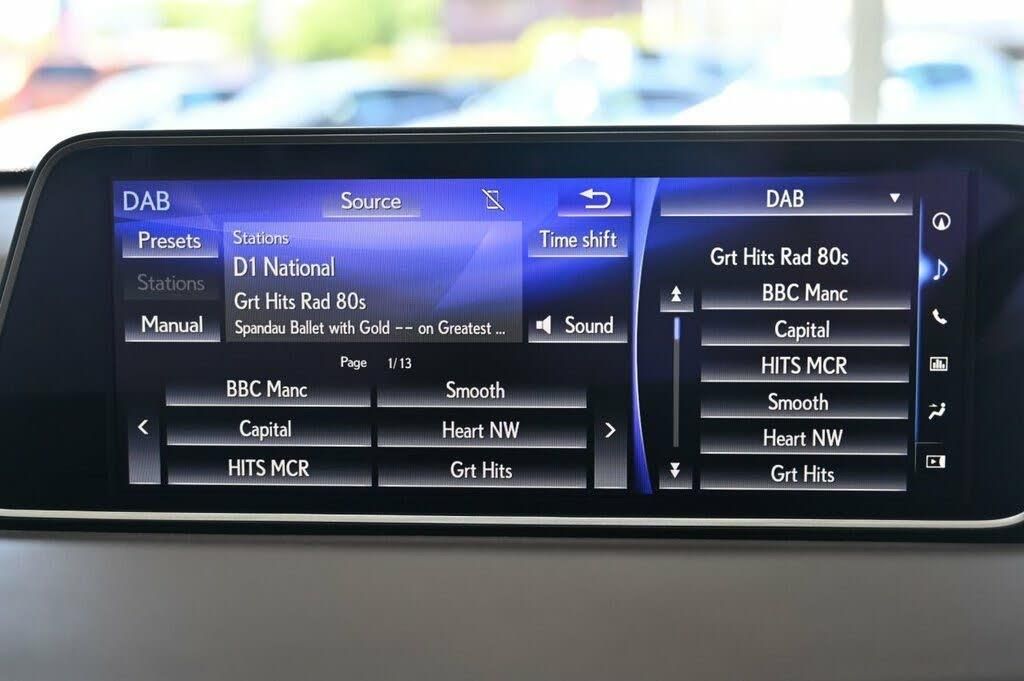 DAB
Source
Presets
Stations
Manual
Stations
D1 National
Grt Hits Rad 80s
Spandau Ballet with Gold -- on Greatest ...
Time shift
Sound
Page 1/13
BBC Manc
Smooth
Capital
Heart NW
HITS MCR
Grt Hits
DAB
Grt Hits Rad 80s
BBC Manc
Capital
HITS MCR
Smooth
Heart NW
Grt Hits